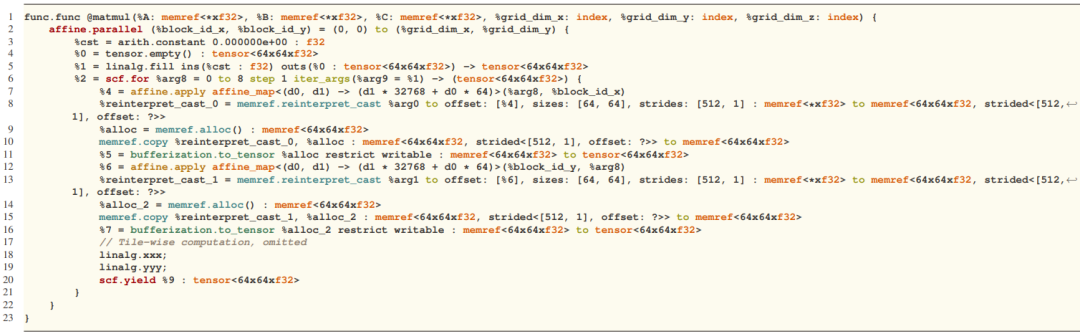 1 func.func @matmul(%A: memref<*xf32>, %B: memref<*xf32>, %C: memref<*xf32>, %grid_dim_x: index, %grid_dim_y: index, %grid_dim_z: index) {
2 affine.parallel (%block_id_x, %block_id_y) = (0, 0) to (%grid_dim_x, %grid_dim_y) {
3 %cst = arith.constant 0.000000e+00 : f32
4 %0 = tensor.empty() : tensor<64x64xf32>
5 %1 = linalg.fill ins(%cst : f32) outs(%0 : tensor<64x64xf32>) -> tensor<64x64xf32>
6 %2 = scf.for %arg8 = 0 to 8 step 1 iter_args(%arg9 = %1) -> (tensor<64x64xf32>) {
7 %4 = affine.apply affine_map<(d0, d1) -> (d1 * 32768 + d0 * 64)>(%arg8, %block_id_x)
8 %reinterpret_cast_0 = memref.reinterpret_cast %arg0 to offset: [%4], sizes: [64, 64], strides: [512, 1] : memref<*xf32> to memref<64x64xf32, strided<[512,↩
1], offset: ?>>
9 %alloc = memref.alloc() : memref<64x64xf32>
10 memref.copy %reinterpret_cast_0, %alloc : memref<64x64xf32, strided<[512, 1], offset: ?>> to memref<64x64xf32>
11 %5 = bufferization.to_tensor %alloc restrict writable : memref<64x64xf32> to tensor<64x64xf32>
12 %6 = affine.apply affine_map<(d0, d1) -> (d1 * 32768 + d0 * 64)>(%block_id_y, %arg8)
13 %reinterpret_cast_1 = memref.reinterpret_cast %arg1 to offset: [%6], sizes: [64, 64], strides: [512, 1] : memref<*xf32> to memref<64x64xf32, strided<[512,↩
1], offset: ?>>
14 %alloc_2 = memref.alloc() : memref<64x64xf32>
15 memref.copy %reinterpret_cast_1, %alloc_2 : memref<64x64xf32, strided<[512, 1], offset: ?>> to memref<64x64xf32>
16 %7 = bufferization.to_tensor %alloc_2 restrict writable : memref<64x64xf32> to tensor<64x64xf32>
17 // Tile-wise computation, omitted
18 linalg.xxx;
19 linalg.yyy;
20 scf.yield %9 : tensor<64x64xf32>
21 }
22 }
23 }